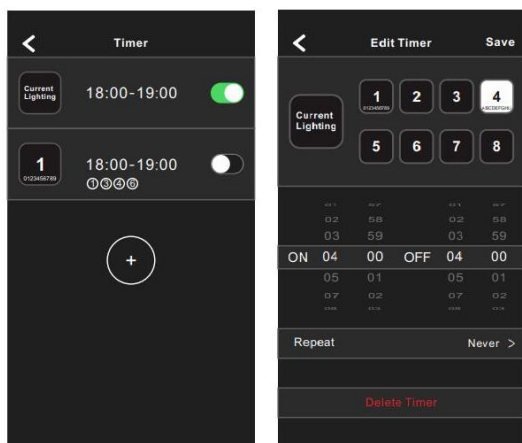 Timer
Current
Lighting
18:00-19:00
1
0123456789
18:00-19:00
①③④⑥
+
Edit Timer
Save
Current
Lighting
1
0123456789
2
3
4
5
6
7
8
02 58 02 58
03 59 03 59
ON 04 00 OFF 04 00
05 01 05 01
07 02 07 02
Repeat
Never >
Delete Timer